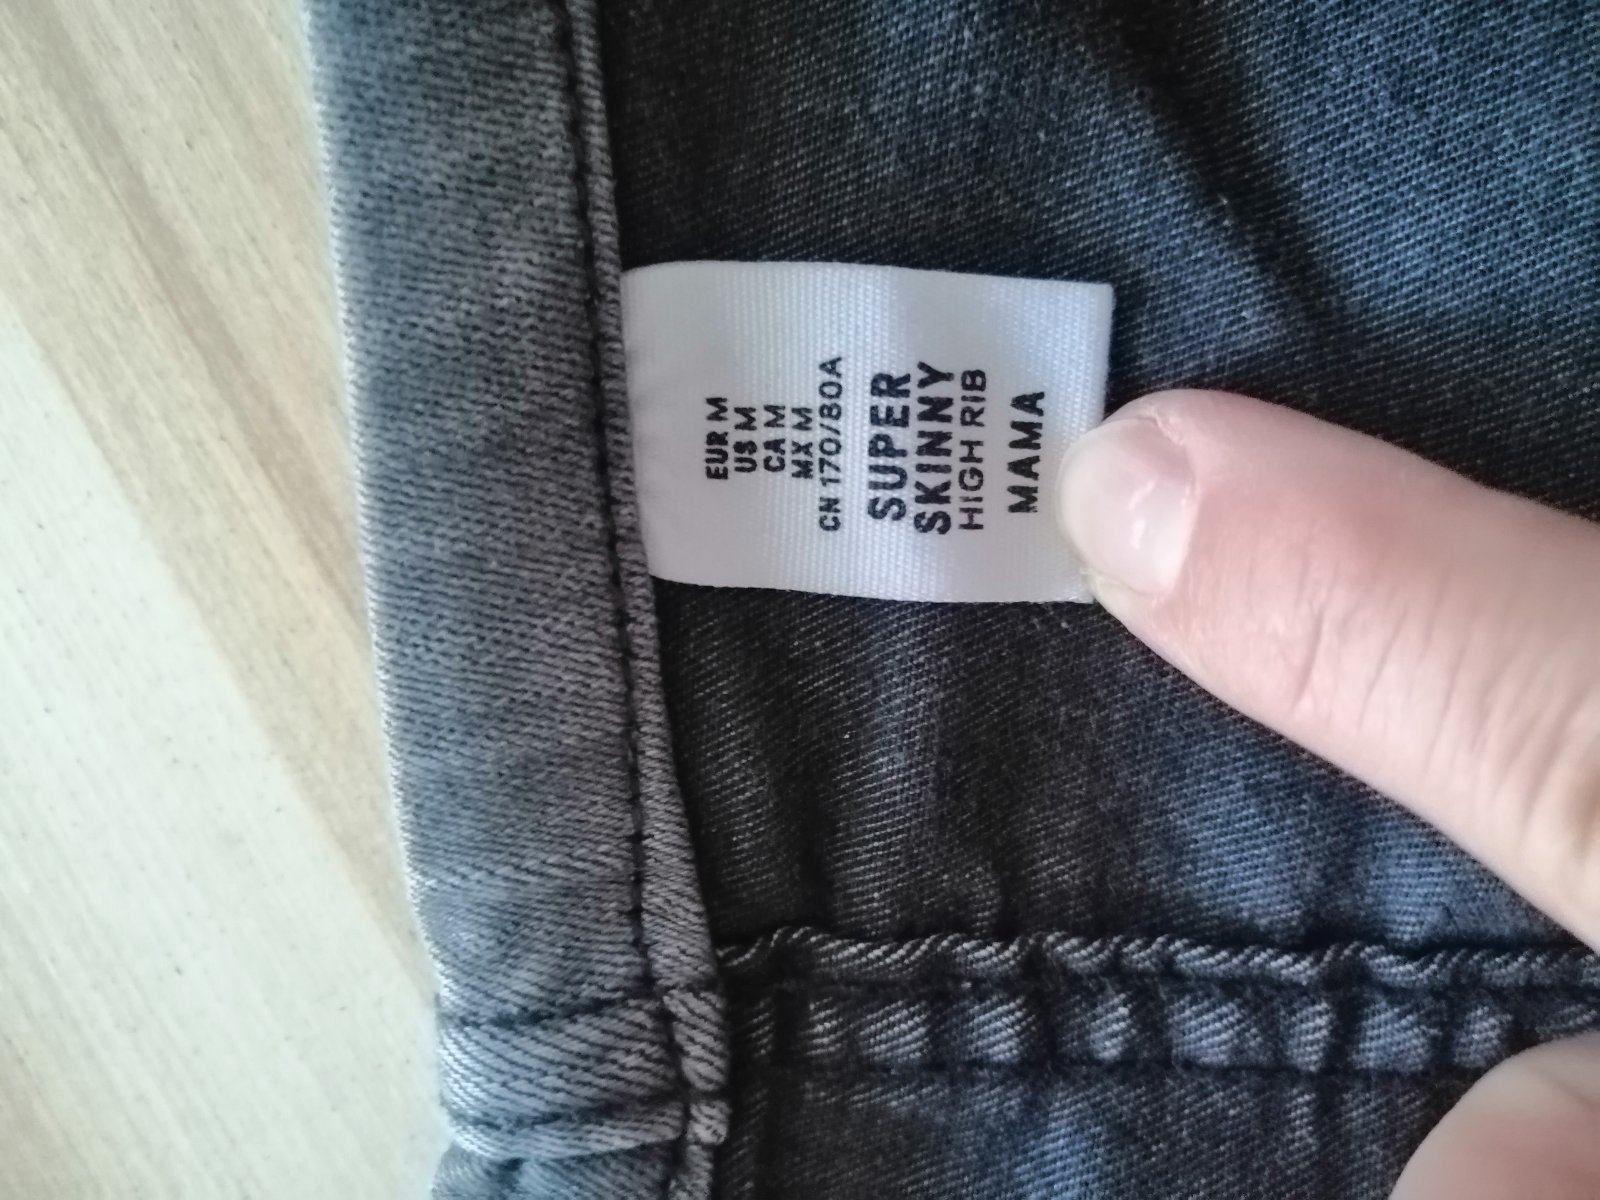 EUR M
US M
CA M
MX M
CN 170/80A
SUPER
SKINNY
HIGH RIB
MAMA